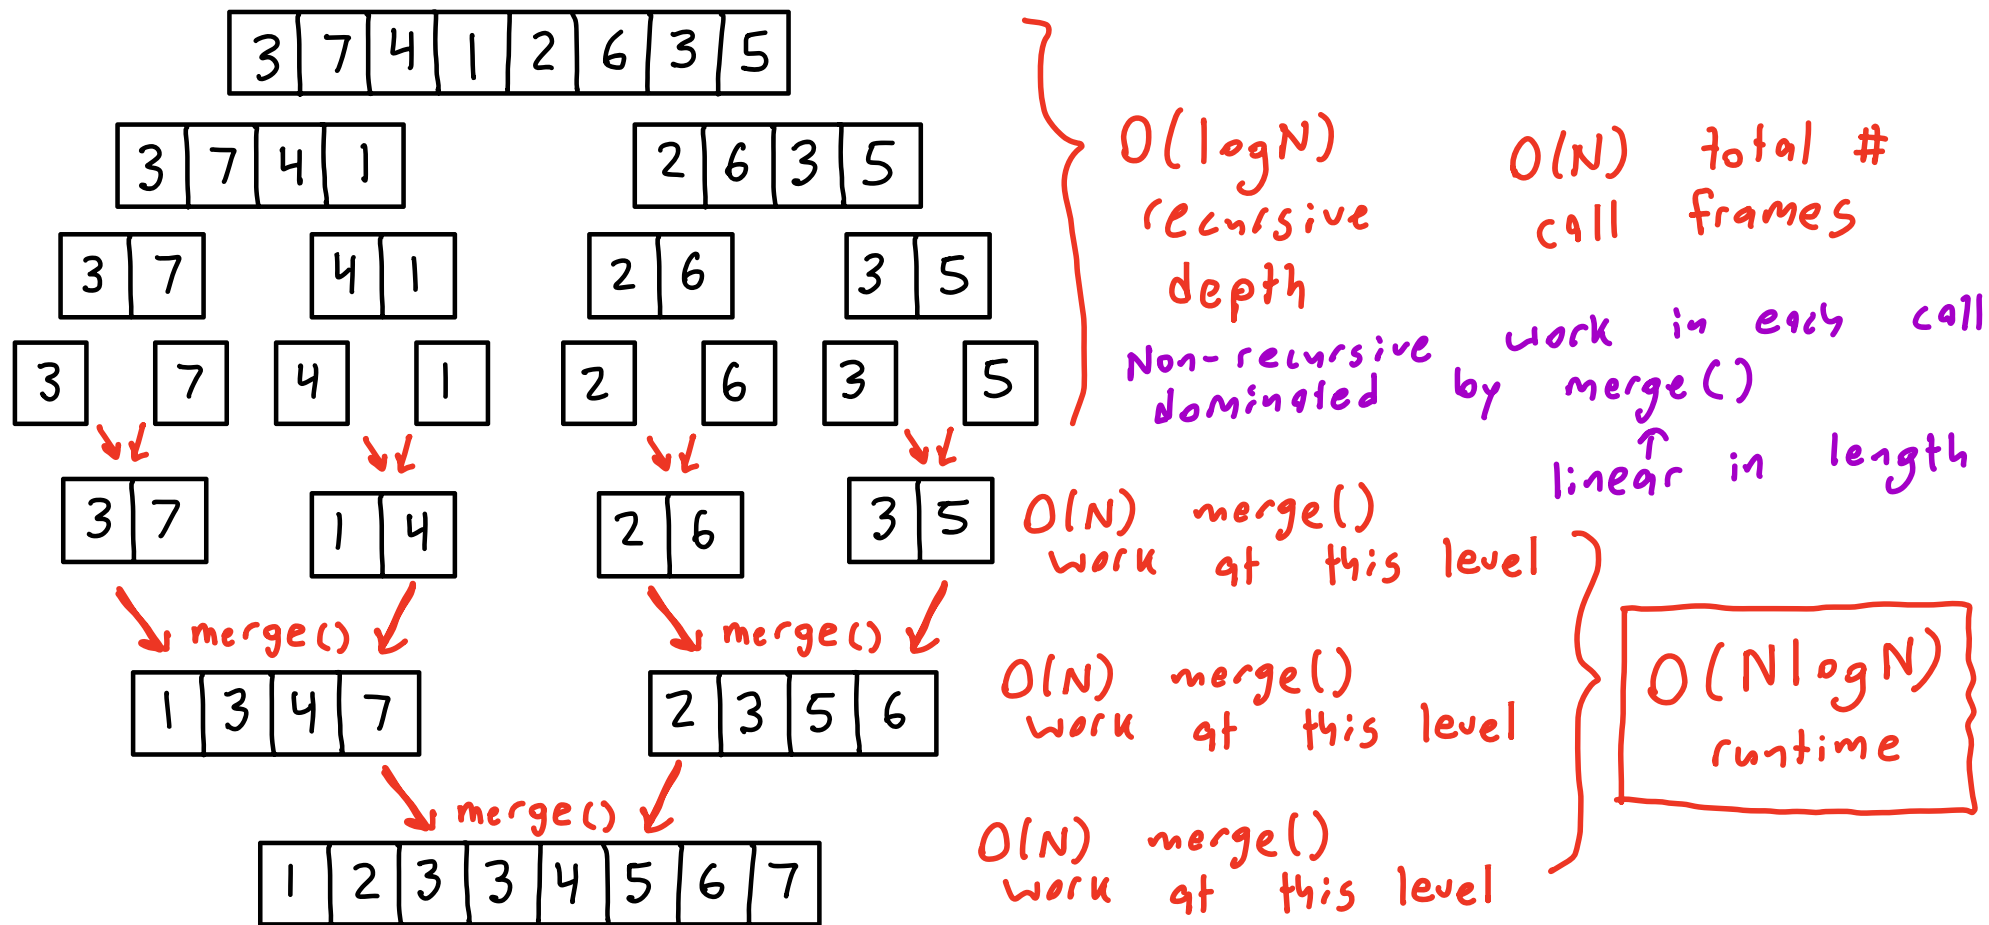 3 7 4 1 2 6 3 5
3 7 4 1
2 6 3 5
3 7
4 1
2 6
3 5
3
7
4
1
2
6
3
5
3 7
1 4
2 6
3 5
merge()
merge()
1 3 4 7
2 3 5 6
merge()
1 2 3 3 4 5 6 7
O(logN)
recursive
depth
O(N) total #
call frames
Non-recursive work in each call
dominated by merge()
linear in length
O(N) merge()
work at this level
O(N) merge()
work at this level
O(N) merge()
work at this level
O(NlogN)
runtime